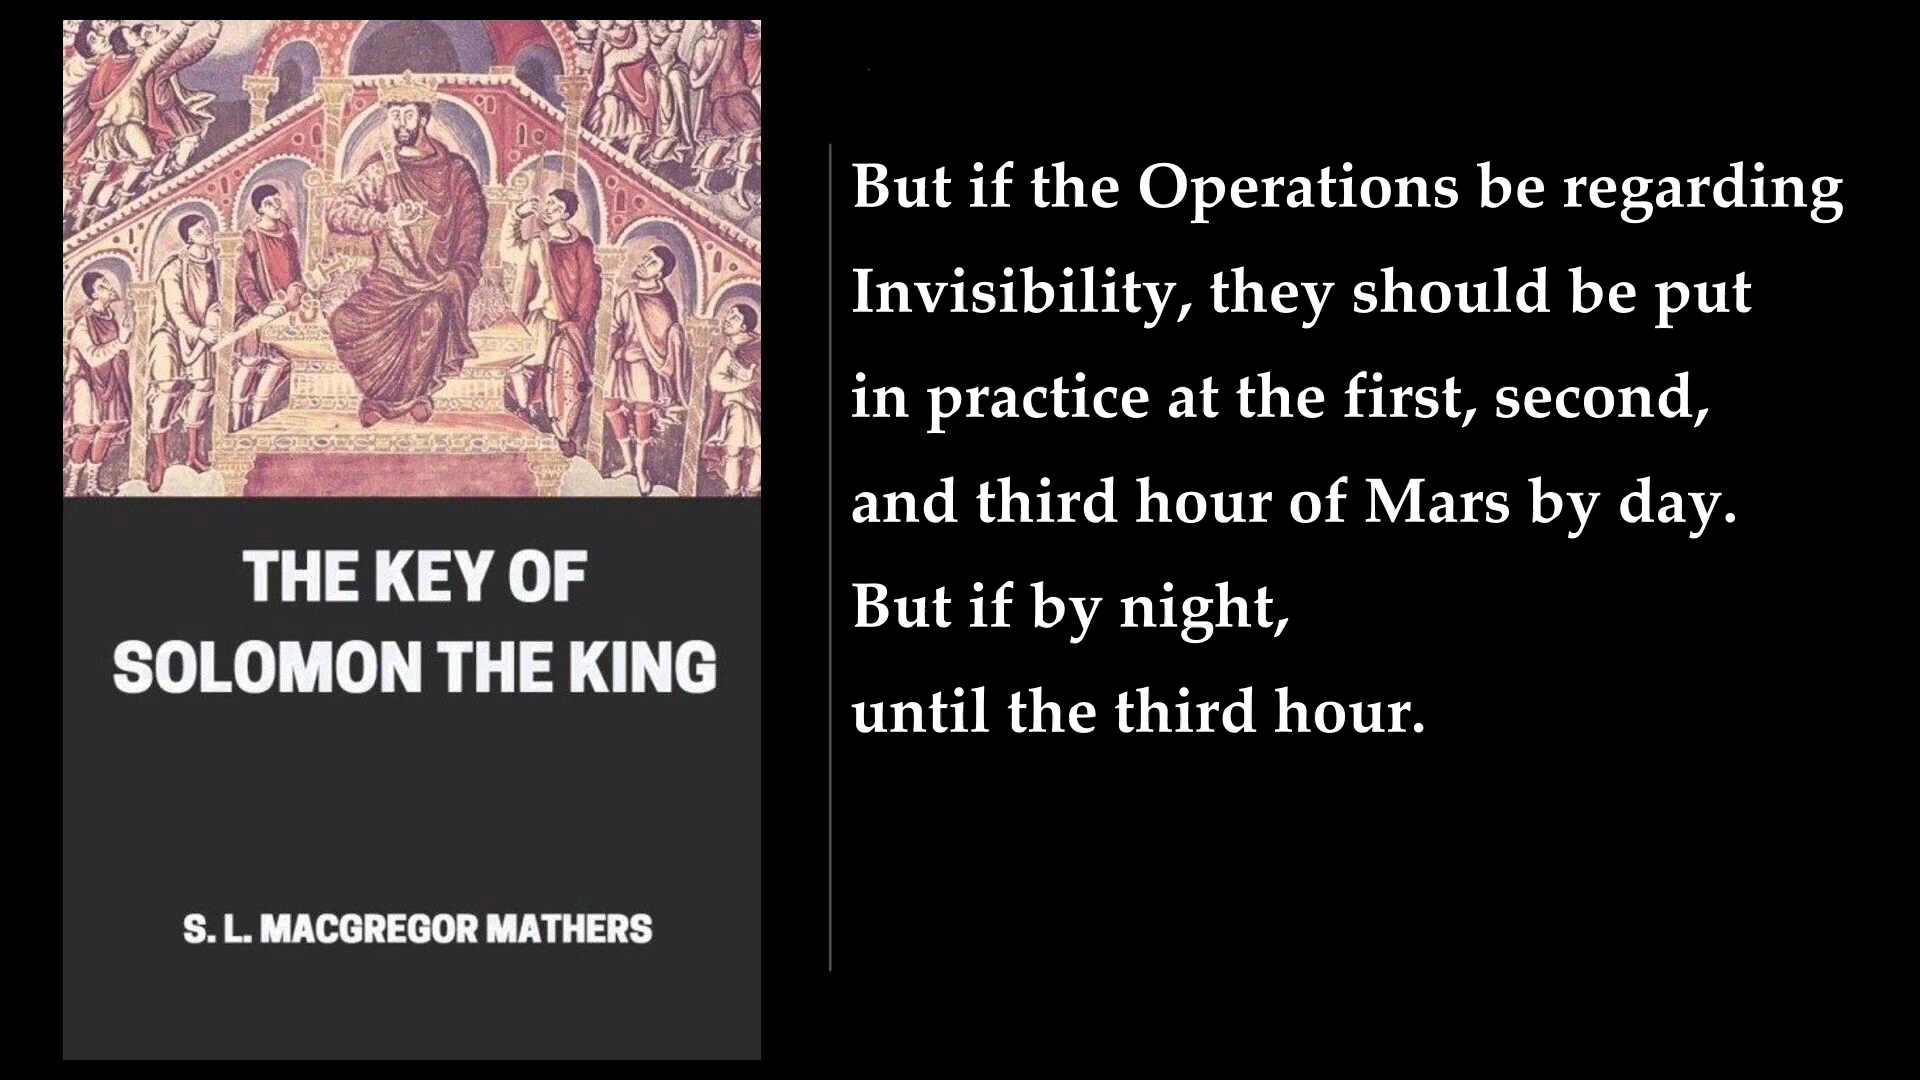 THE KEY OF
SOLOMON THE KING
S. L. MACGREGOR MATHERS
But if the Operations be regarding
Invisibility, they should be put
in practice at the first, second,
and third hour of Mars by day.
But if by night,
until the third hour.